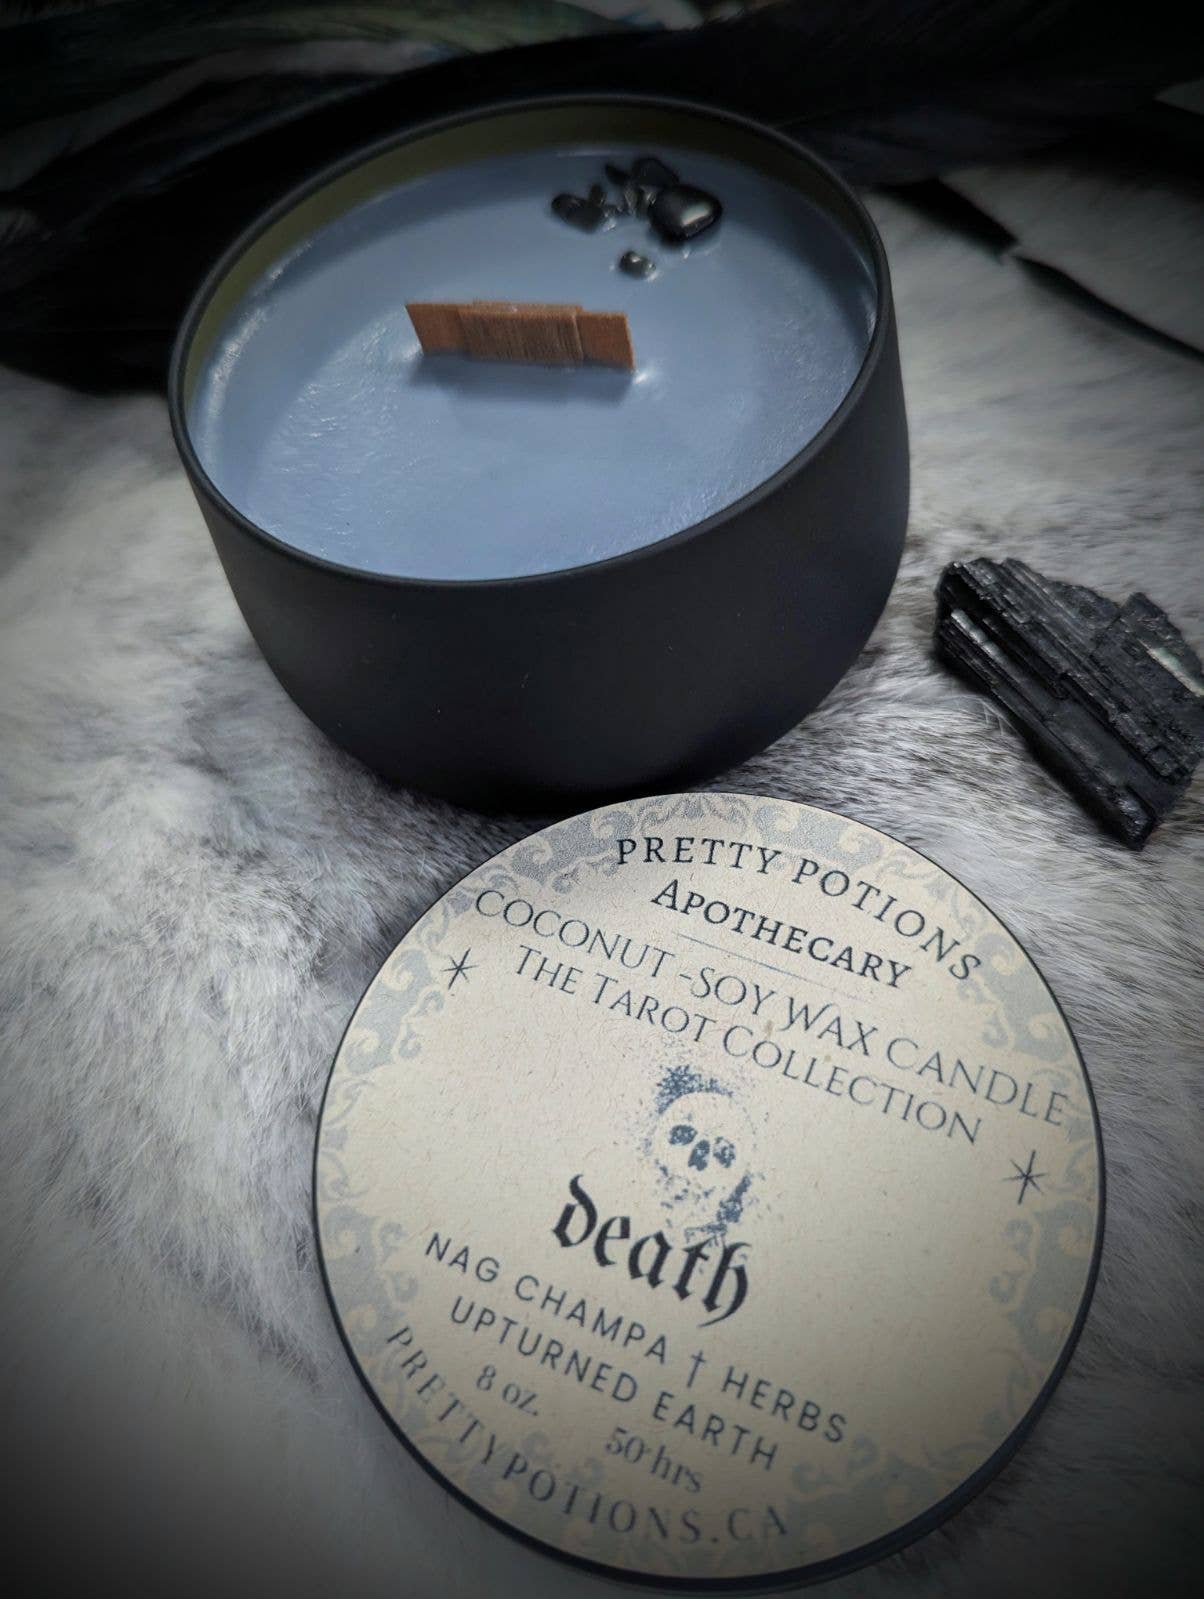 PRETTY POTIONS
APOTHECARY
COCONUT-SOY WAX CANDLE
THE TAROT COLLECTION
death
NAG CHAMPA † HERBS
UPTURNED EARTH
8 oz. 50 hrs
PRETTYPOTIONS.CA